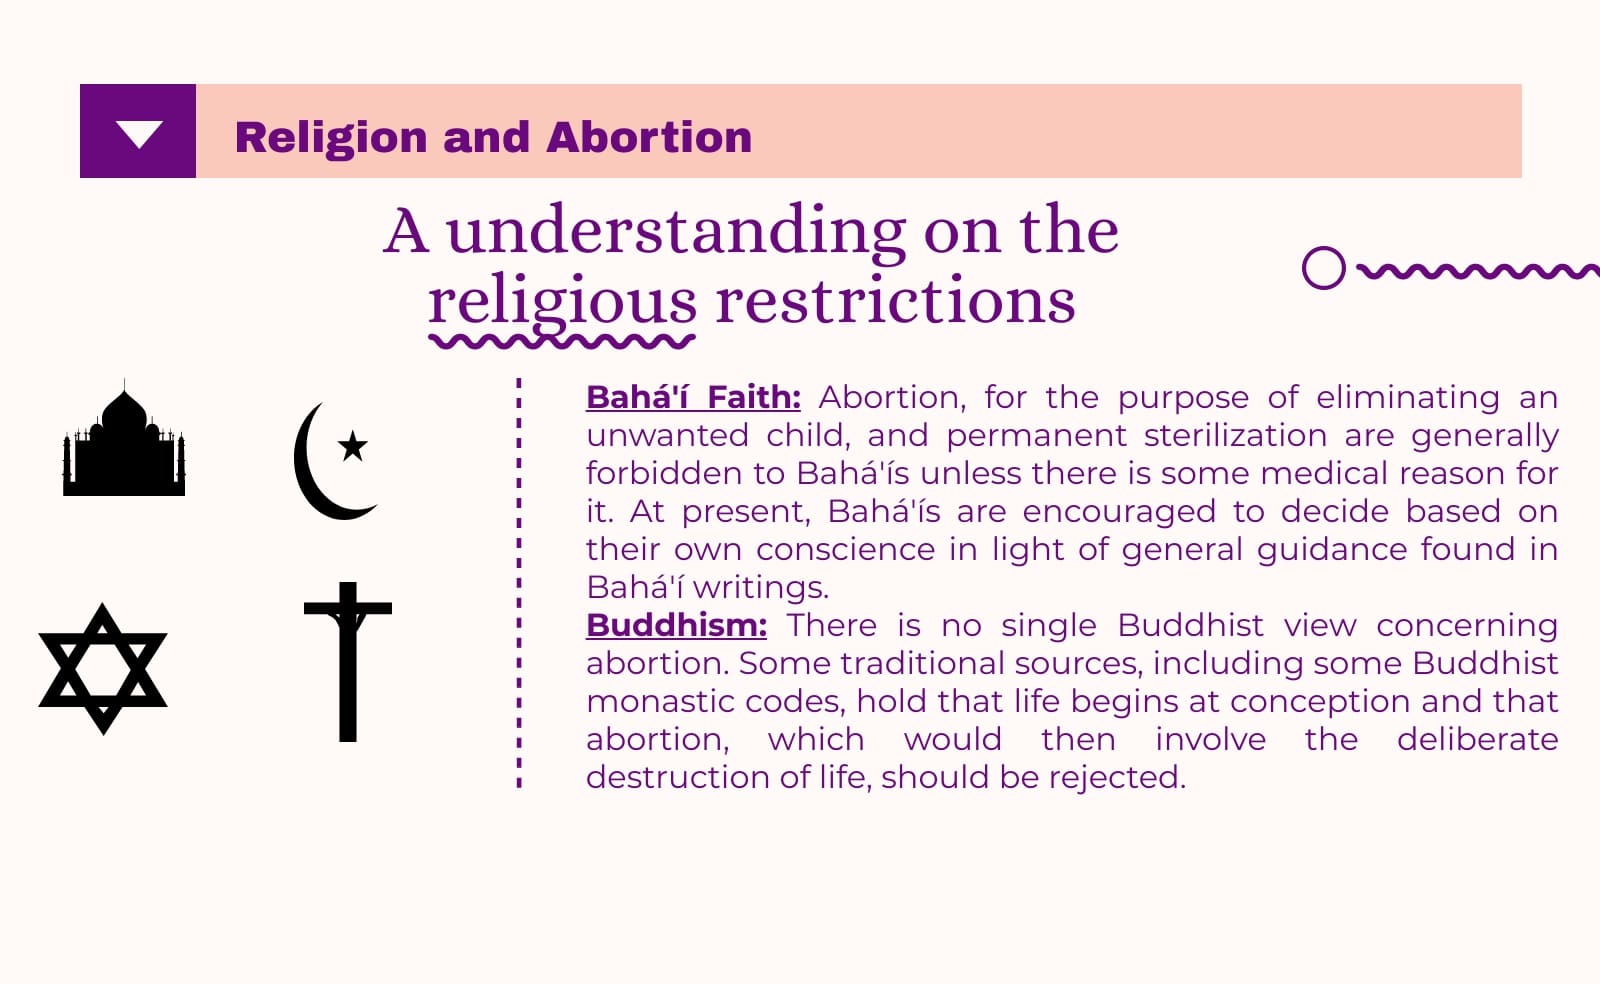 Religion and Abortion
A understanding on the
religious restrictions
Bahá'í Faith: Abortion, for the purpose of eliminating an
unwanted child, and permanent sterilization are generally
forbidden to Bahá'ís unless there is some medical reason for
it. At present, Bahá'ís are encouraged to decide based on
their own conscience in light of general guidance found in
Bahá'í writings.
Buddhism: There is no single Buddhist view concerning
abortion. Some traditional sources, including some Buddhist
monastic codes, hold that life begins at conception and that
abortion, which would then involve the deliberate
destruction of life, should be rejected.